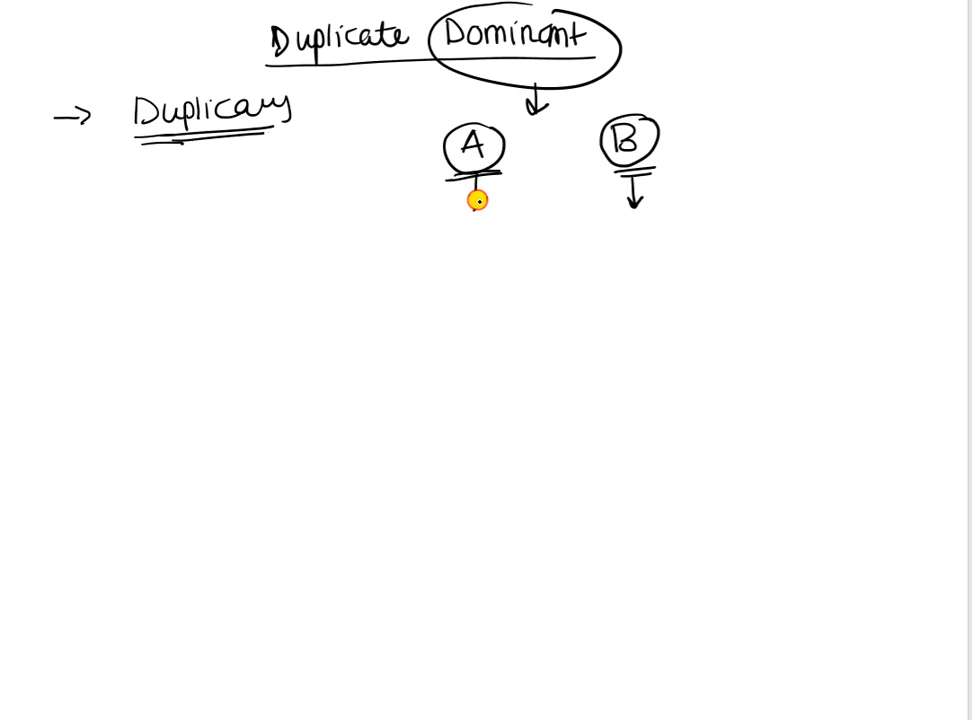 Duplicate Dominant
→ Duplicacy
A B